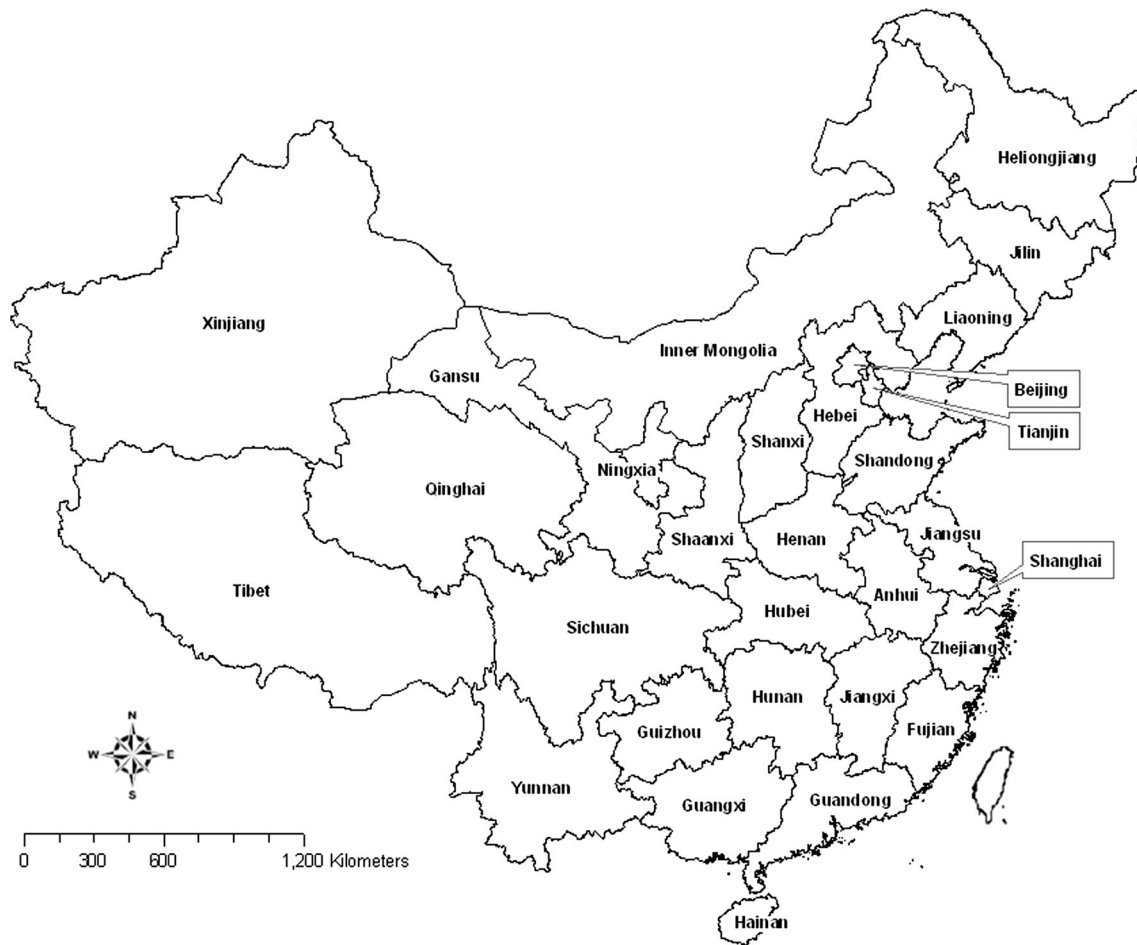 Heliongjiang
Jilin
Xinjiang
Liaoning
Inner Mongolia
Gansu
Beijing
Hebei
Tianjin
Shanxi
Shandong
Ningxia
Qinghai
Jiangsu
Shaanxi
Henan
Shanghai
Tibet
Anhui
Hubei
Sichuan
Zhejiang
Hunan
Jiangxi
Fujian
Guizhou
N
W E
S
Yunnan
Guangxi
Guandong
0 300 600 1,200 Kilometers
Hainan